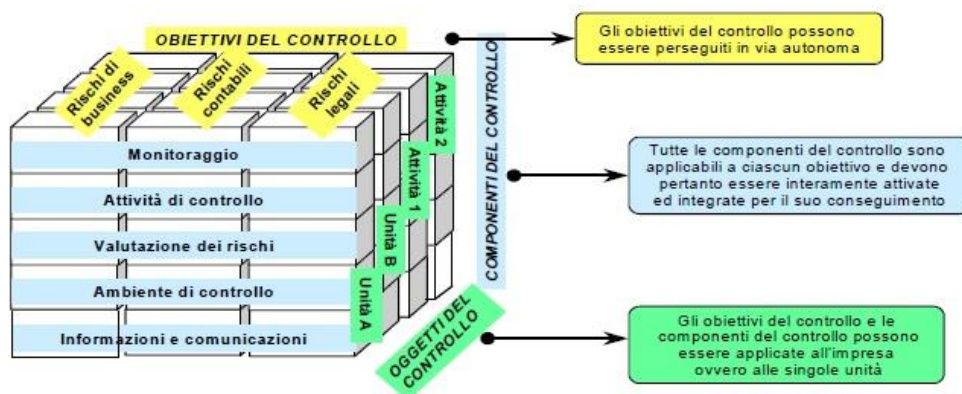 OBIETTIVI DEL CONTROLLO
Rischi di
business
Rischi
contabili
Rischi
legali
Monitoraggio
Attività di controllo
Valutazione dei rischi
Ambiente di controllo
Informazioni e comunicazioni
Unità A
Unità B
Attività 1
Attività 2
COMPONENTI DEL CONTROLLO
OGGETTI DEL
CONTROLLO
Gli obiettivi del controllo possono
essere perseguiti in via autonoma
Tutte le componenti del controllo sono
applicabili a ciascun obiettivo e devono
pertanto essere interamente attivate
ed integrate per il suo conseguimento
Gli obiettivi del controllo e le
componenti del controllo possono
essere applicate all'impresa
ovvero alle singole unità